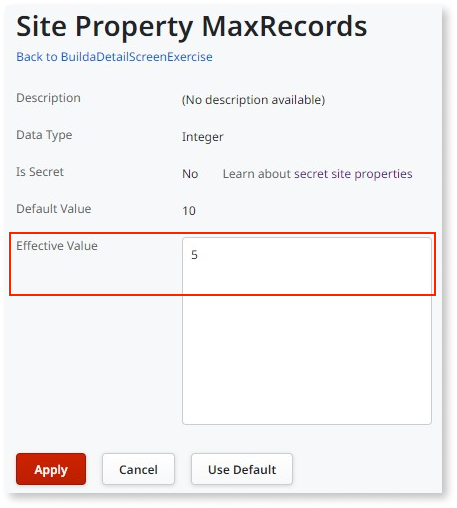 Site Property MaxRecords
Back to BuildaDetailScreenExercise
Description (No description available)
Data Type Integer
Is Secret No Learn about secret site properties
Default Value 10
Effective Value 5
Apply Cancel Use Default